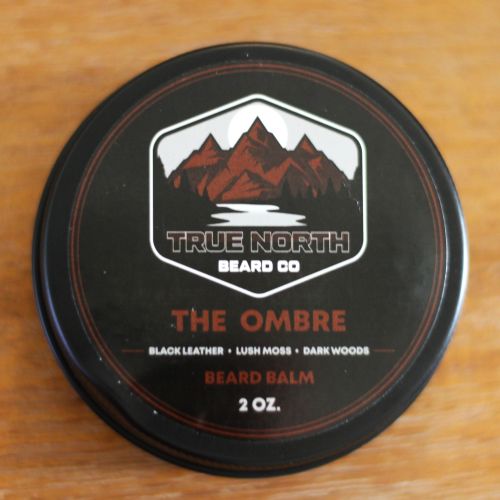 TRUE NORTH
BEARD CO
THE OMBRE
BLACK LEATHER • LUSH MOSS • DARK WOODS
BEARD BALM
2 OZ.